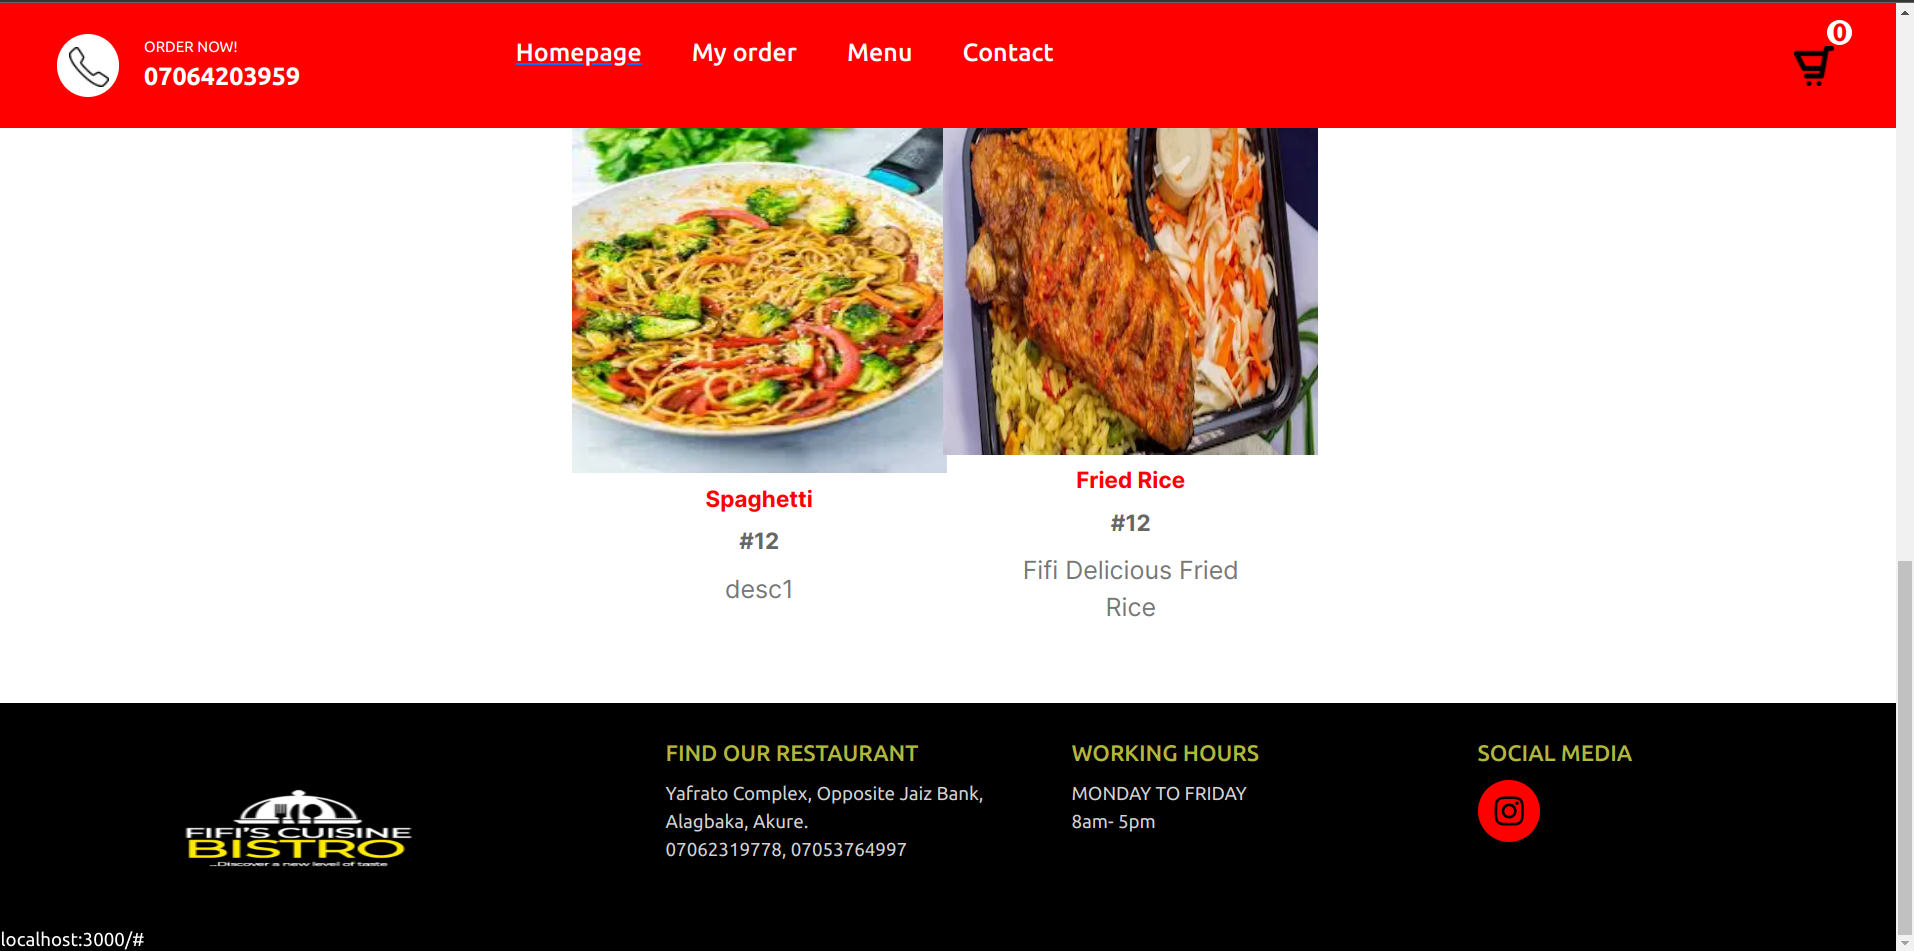 ORDER NOW!
07064203959
Homepage
My order
Menu
Contact
0
Spaghetti
#12
desc1
Fried Rice
#12
Fifi Delicious Fried
Rice
FIFI'S CUISINE
BISTRO
...Discover a new level of taste
FIND OUR RESTAURANT
Yafrato Complex, Opposite Jaiz Bank,
Alagbaka, Akure.
07062319778, 07053764997
WORKING HOURS
MONDAY TO FRIDAY
8am- 5pm
SOCIAL MEDIA
localhost:3000/#